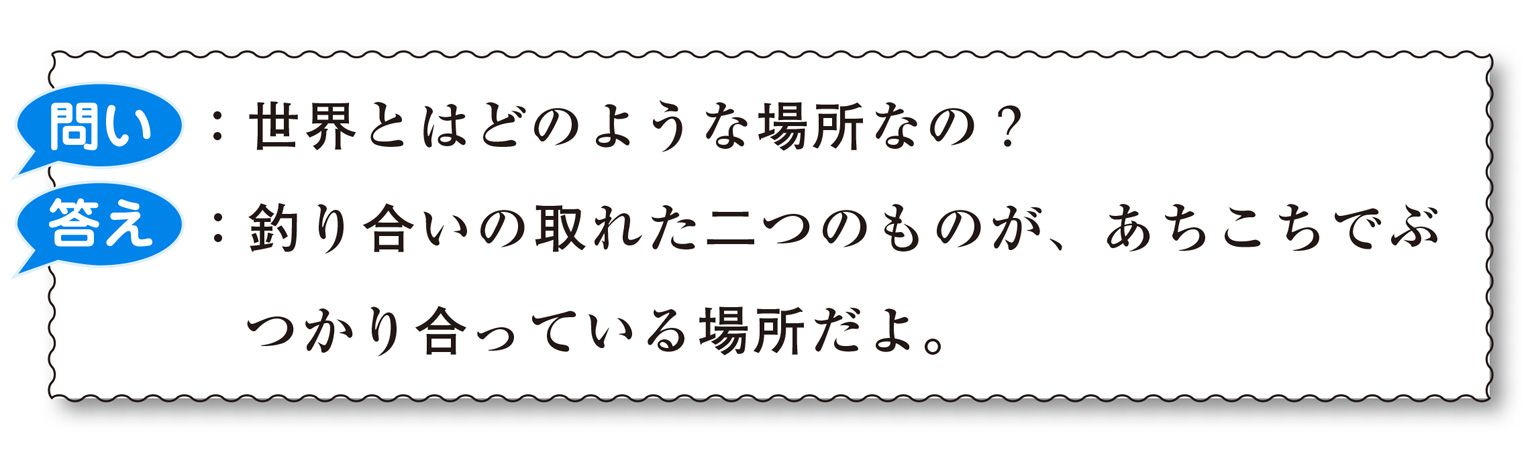 問い：世界とはどのような場所なの？
答え：釣り合いの取れた二つのものが、あちこちでぶ
つかり合っている場所だよ。